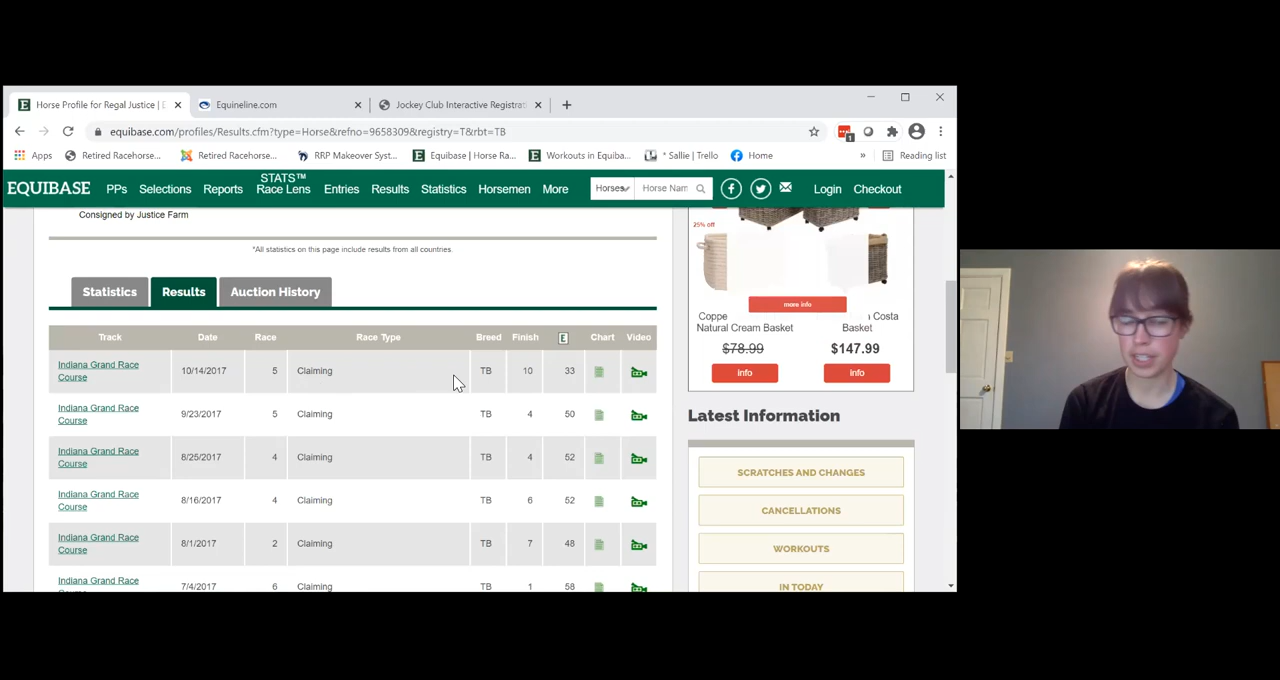 Horse Profile for Regal Justice | E
Equineline.com
Jockey Club Interactive Registrati
equibase.com/profiles/Results.cfm?type=Horse&refno=9658309&registry=T&rbt=TB
1
Apps
Retired Racehorse...
Retired Racehorse...
RRP Makeover Syst...
Equibase | Horse Ra...
Workouts in Equiba...
* Sallie | Trello
Home
»
Reading list
EQUIBASE
PPs
Selections
Reports
STATS™
Race Lens
Entries
Results
Statistics
Horsemen
More
Horses
Horse Nam
Login
Checkout
Consigned by Justice Farm
*All statistics on this page include results from all countries
Statistics
Results
Auction History
Track Date Race Race Type Breed Finish E Chart Video
Indiana Grand Race
Course
10/14/2017 5 Claiming TB 10 33
Indiana Grand Race
Course
9/23/2017 5 Claiming TB 4 50
Indiana Grand Race
Course
8/25/2017 4 Claiming TB 4 52
Indiana Grand Race
Course
8/16/2017 4 Claiming TB 6 52
Indiana Grand Race
Course
8/1/2017 2 Claiming TB 7 48
Indiana Grand Race
7/4/2017 6 Claiming TB 1 58
25% off
more info
Coppe
Natural Cream Basket
$78.99
info
Costa
Basket
$147.99
info
Latest Information
SCRATCHES AND CHANGES
CANCELLATIONS
WORKOUTS
IN TODAY